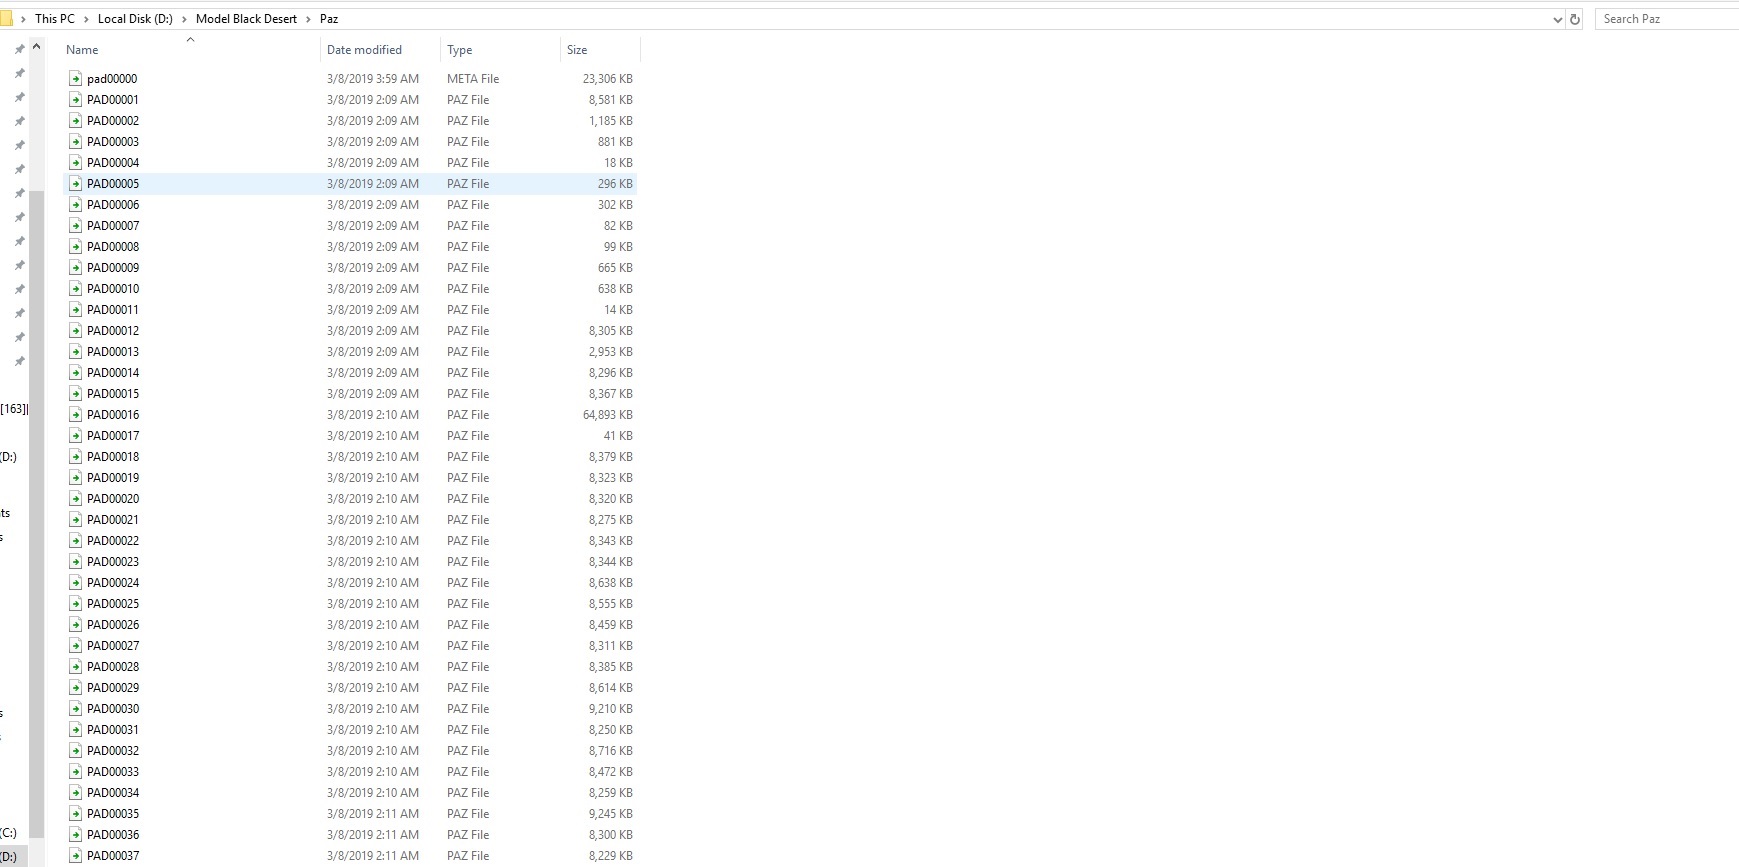 This PC > Local Disk (D:) > Model Black Desert > Paz
Search Paz
Name Date modified Type Size
pad00000 3/8/2019 3:59 AM META File 23,306 KB
PAD00001 3/8/2019 2:09 AM PAZ File 8,581 KB
PAD00002 3/8/2019 2:09 AM PAZ File 1,185 KB
PAD00003 3/8/2019 2:09 AM PAZ File 881 KB
PAD00004 3/8/2019 2:09 AM PAZ File 18 KB
PAD00005 3/8/2019 2:09 AM PAZ File 296 KB
PAD00006 3/8/2019 2:09 AM PAZ File 302 KB
PAD00007 3/8/2019 2:09 AM PAZ File 82 KB
PAD00008 3/8/2019 2:09 AM PAZ File 99 KB
PAD00009 3/8/2019 2:09 AM PAZ File 665 KB
PAD00010 3/8/2019 2:09 AM PAZ File 638 KB
PAD00011 3/8/2019 2:09 AM PAZ File 14 KB
PAD00012 3/8/2019 2:09 AM PAZ File 8,305 KB
PAD00013 3/8/2019 2:09 AM PAZ File 2,953 KB
PAD00014 3/8/2019 2:09 AM PAZ File 8,296 KB
PAD00015 3/8/2019 2:09 AM PAZ File 8,367 KB
[163]| PAD00016 3/8/2019 2:10 AM PAZ File 64,893 KB
PAD00017 3/8/2019 2:10 AM PAZ File 41 KB
(D:) PAD00018 3/8/2019 2:10 AM PAZ File 8,379 KB
PAD00019 3/8/2019 2:10 AM PAZ File 8,323 KB
PAD00020 3/8/2019 2:10 AM PAZ File 8,320 KB
ts PAD00021 3/8/2019 2:10 AM PAZ File 8,275 KB
s PAD00022 3/8/2019 2:10 AM PAZ File 8,343 KB
PAD00023 3/8/2019 2:10 AM PAZ File 8,344 KB
PAD00024 3/8/2019 2:10 AM PAZ File 8,638 KB
PAD00025 3/8/2019 2:10 AM PAZ File 8,555 KB
PAD00026 3/8/2019 2:10 AM PAZ File 8,459 KB
PAD00027 3/8/2019 2:10 AM PAZ File 8,311 KB
PAD00028 3/8/2019 2:10 AM PAZ File 8,385 KB
PAD00029 3/8/2019 2:10 AM PAZ File 8,614 KB
s PAD00030 3/8/2019 2:10 AM PAZ File 9,210 KB
PAD00031 3/8/2019 2:10 AM PAZ File 8,250 KB
PAD00032 3/8/2019 2:10 AM PAZ File 8,716 KB
PAD00033 3/8/2019 2:10 AM PAZ File 8,472 KB
PAD00034 3/8/2019 2:10 AM PAZ File 8,259 KB
PAD00035 3/8/2019 2:11 AM PAZ File 9,245 KB
(C:) PAD00036 3/8/2019 2:11 AM PAZ File 8,300 KB
(D:) PAD00037 3/8/2019 2:11 AM PAZ File 8,229 KB